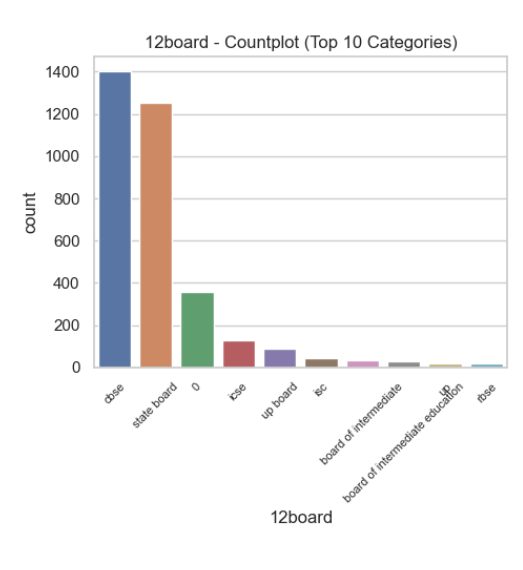 12board - Countplot (Top 10 Categories)
1400
1200
1000
800
600
400
200
0
count
cbse
state board
0
icse
up board
isc
board of intermediate
board of intermediate education
up
rbse
12board